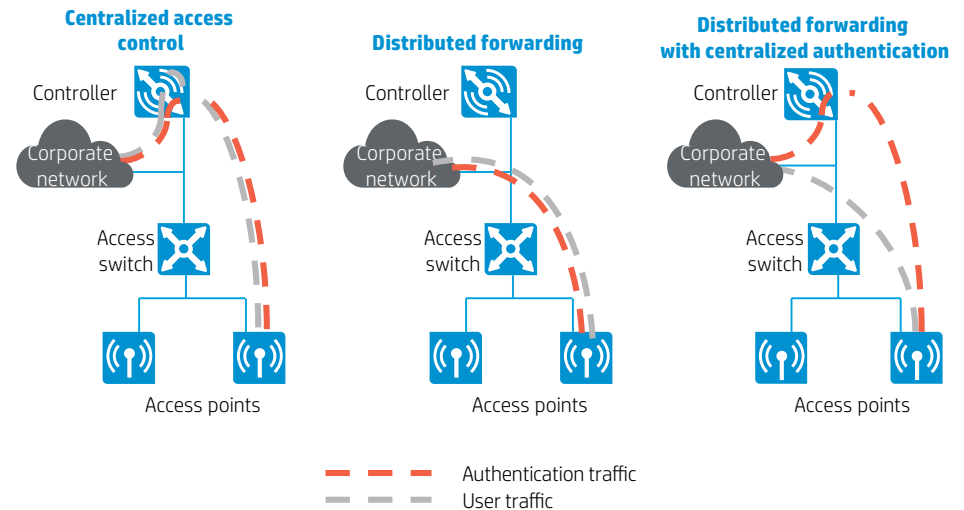 Centralized access
control
Controller
Corporate
network
Access
switch
Access points
Distributed forwarding
Controller
Corporate
network
Access
switch
Access points
Distributed forwarding
with centralized authentication
Controller
Corporate
network
Access
switch
Access points
Authentication traffic
User traffic